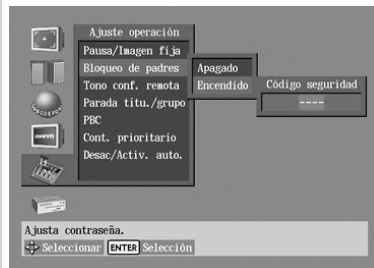 Ajuste operación
Pausa/Imagen fija
Bloqueo de padres
Apagado
Tono conf. remota
Encendido
Código seguridad
----
Parada titu./grupo
PBC
Cont. prioritario
Desac/Activ. auto.
ONKYO
Ajusta contraseña.
Seleccionar ENTER Selección